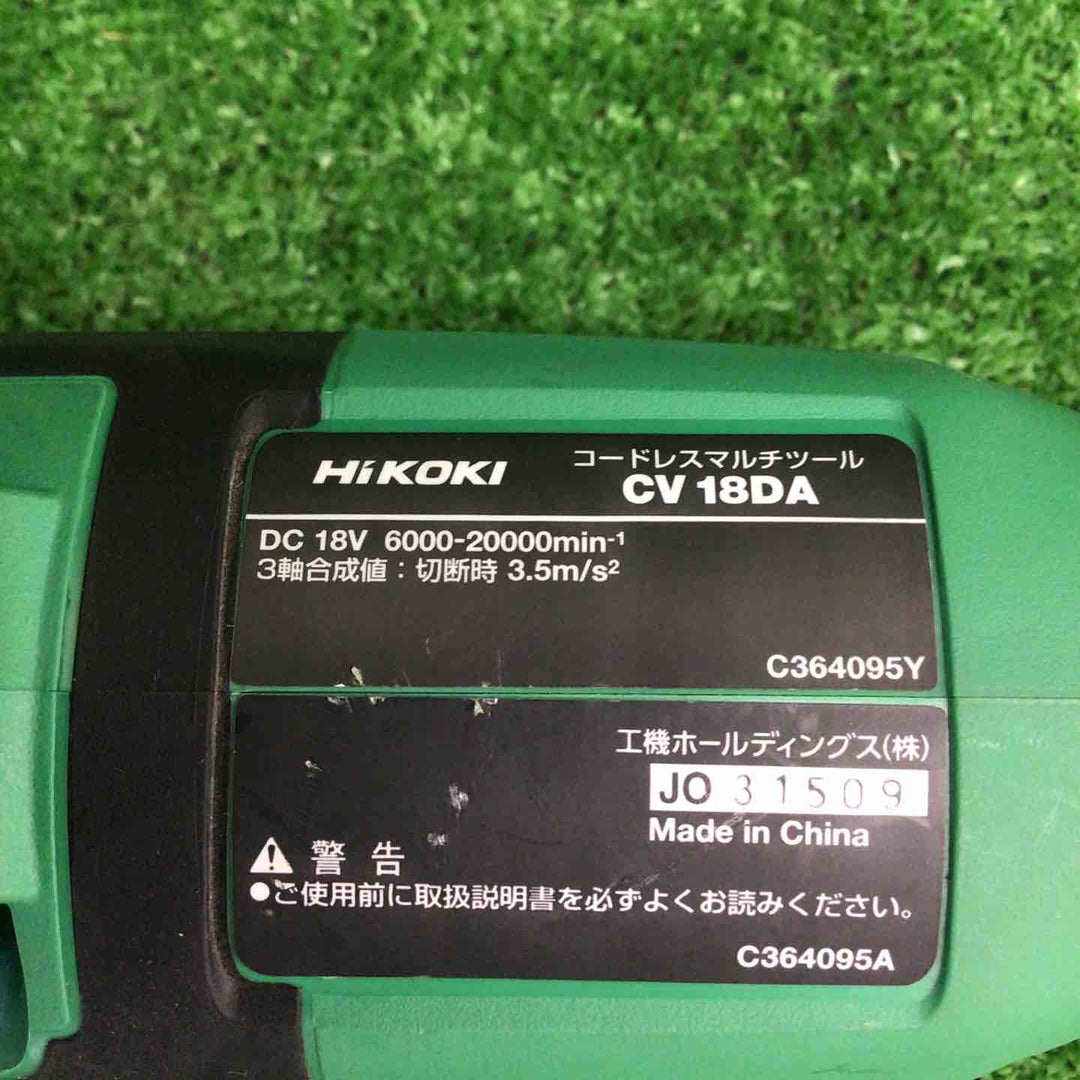 HiKOKI
コードレスマルチツール
CV 18DA
DC 18V 6000-20000min⁻¹
3軸合成値：切断時 3.5m/s²
C364095Y
工機ホールディングス(株)
JO 31509
Made in China
⚠ 警 告
●ご使用前に取扱説明書を必ずよくお読みください。
C364095A